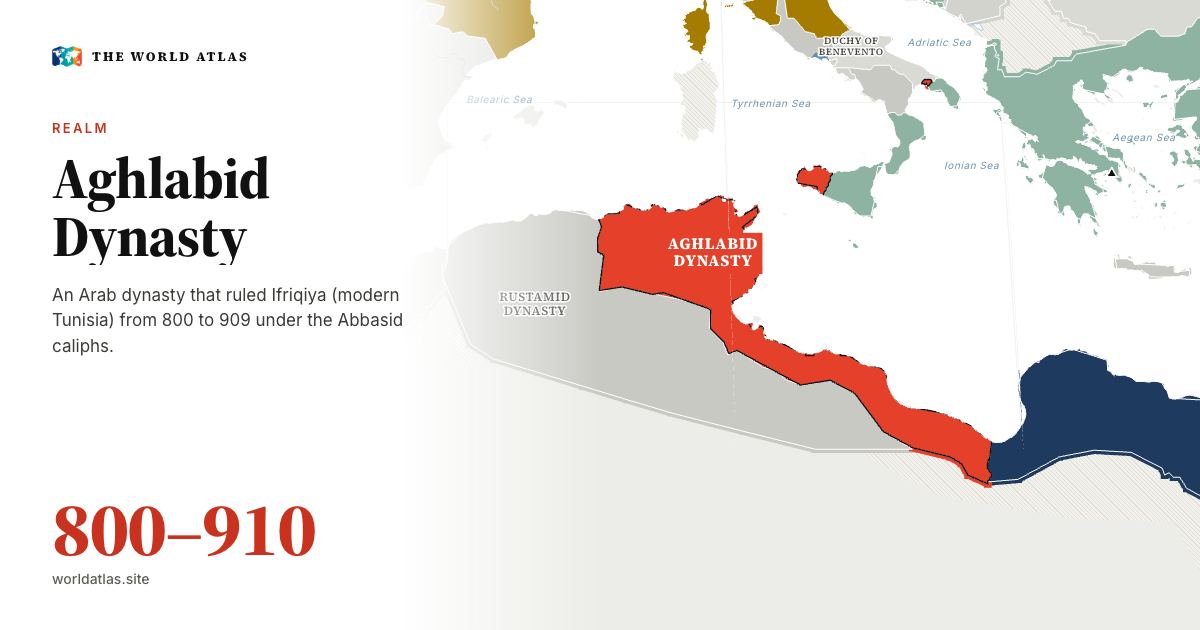 THE WORLD ATLAS
REALM
Aghlabid
Dynasty
An Arab dynasty that ruled Ifriqiya (modern
Tunisia) from 800 to 909 under the Abbasid
caliphs.
800–910
worldatlas.site
DUCHY OF
BENEVENTO
Adriatic Sea
Balearic Sea
Tyrrhenian Sea
Aegean Sea
Ionian Sea
AGHLABID
DYNASTY
RUSTAMID
DYNASTY